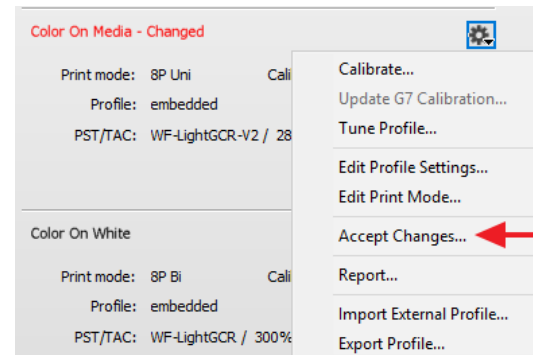 Color On Media - Changed
Print mode: 8P Uni
Profile: embedded
PST/TAC: WF-LightGCR-V2 / 28
Calibrate...
Update G7 Calibration...
Tune Profile...
Edit Profile Settings...
Edit Print Mode...
Accept Changes...
Report...
Import External Profile...
Export Profile...
Color On White
Print mode: 8P Bi
Profile: embedded
PST/TAC: WF-LightGCR / 300%